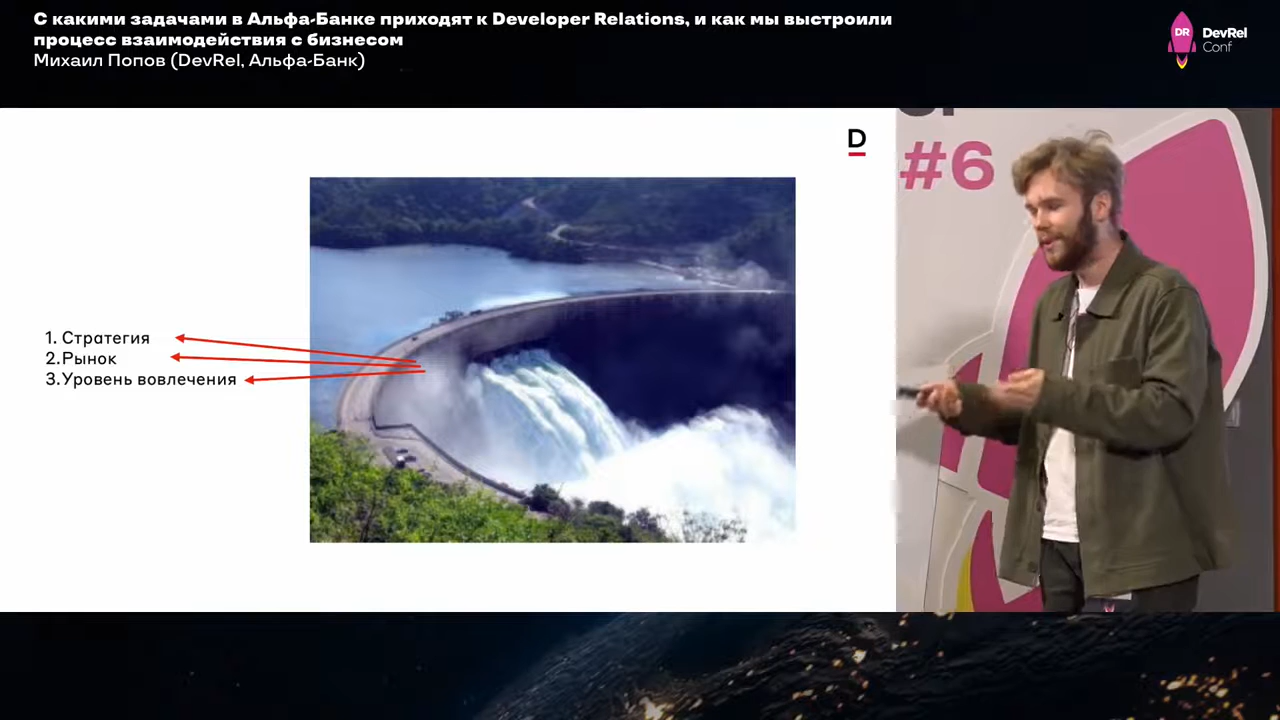 С какими задачами в Альфа-Банке приходят к Developer Relations, и как мы выстроили
процесс взаимодействия с бизнесом
Михаил Попов (DevRel, Альфа-Банк)
DR
DevRel
Conf
D
#6
1. Стратегия
2.Рынок
3.Уровень вовлечения